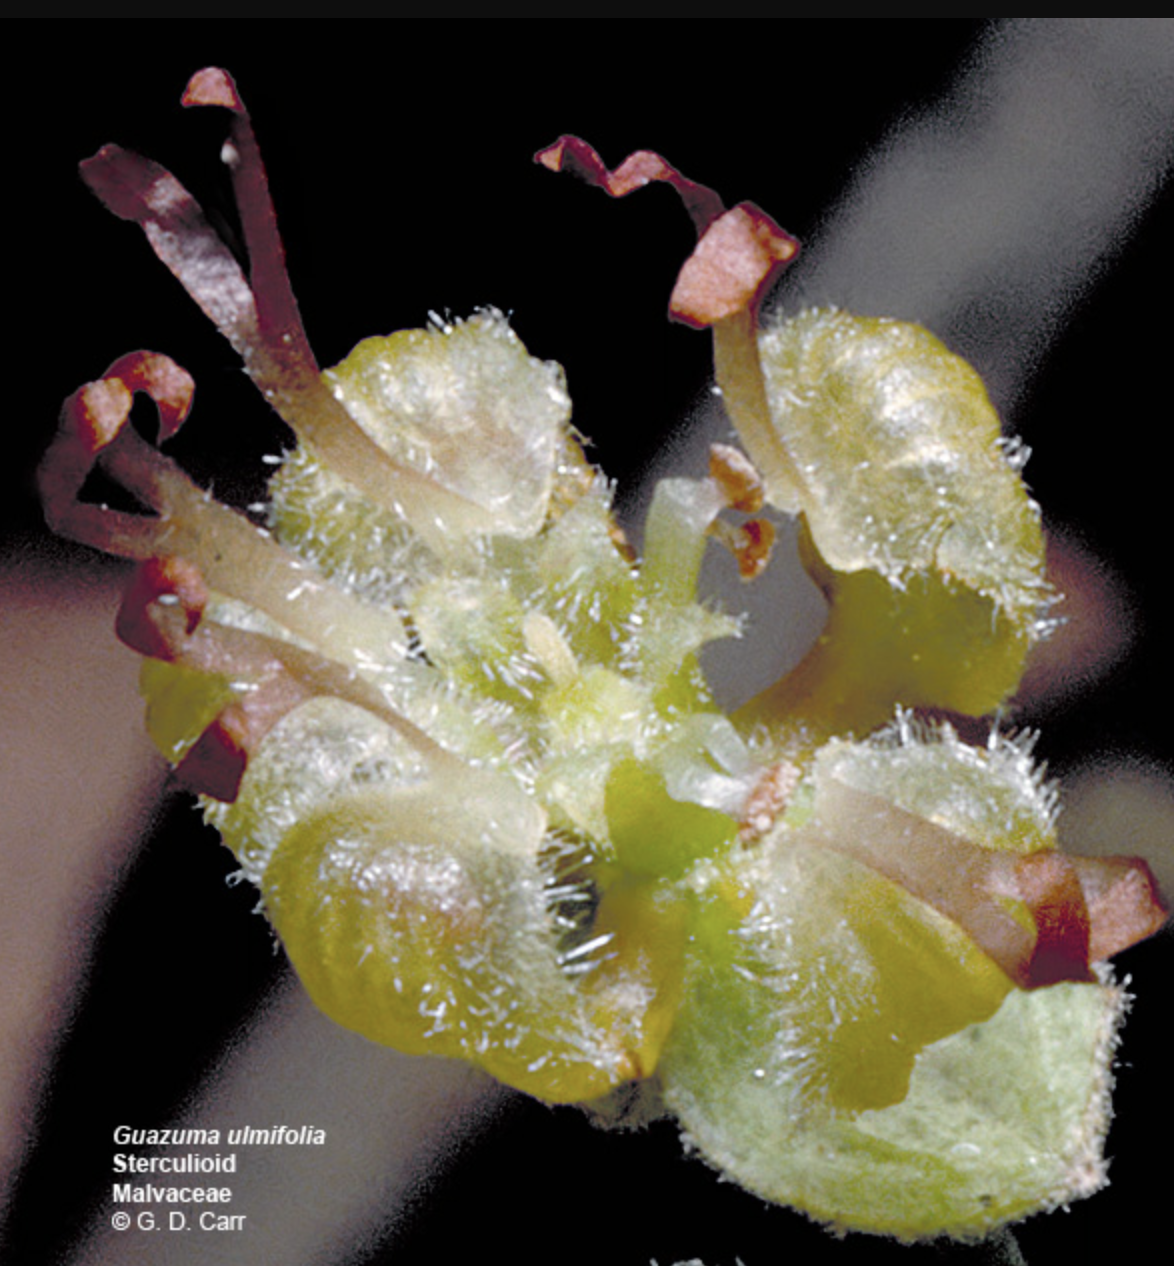 Guazuma ulmifolia
Sterculioid
Malvaceae
© G. D. Carr